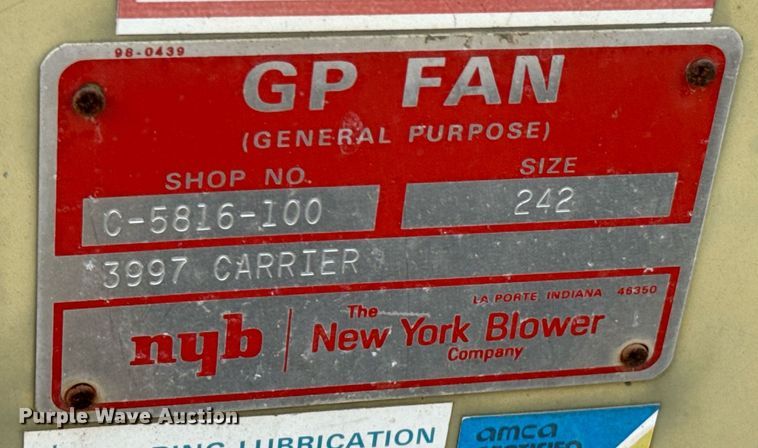 98-0439
GP FAN
(GENERAL PURPOSE)
SHOP NO. SIZE
C-5816-100 242
3997 CARRIER
LA PORTE INDIANA 46350
nyb The New York Blower Company
Purple Wave Auction
LUBRICATION
amca